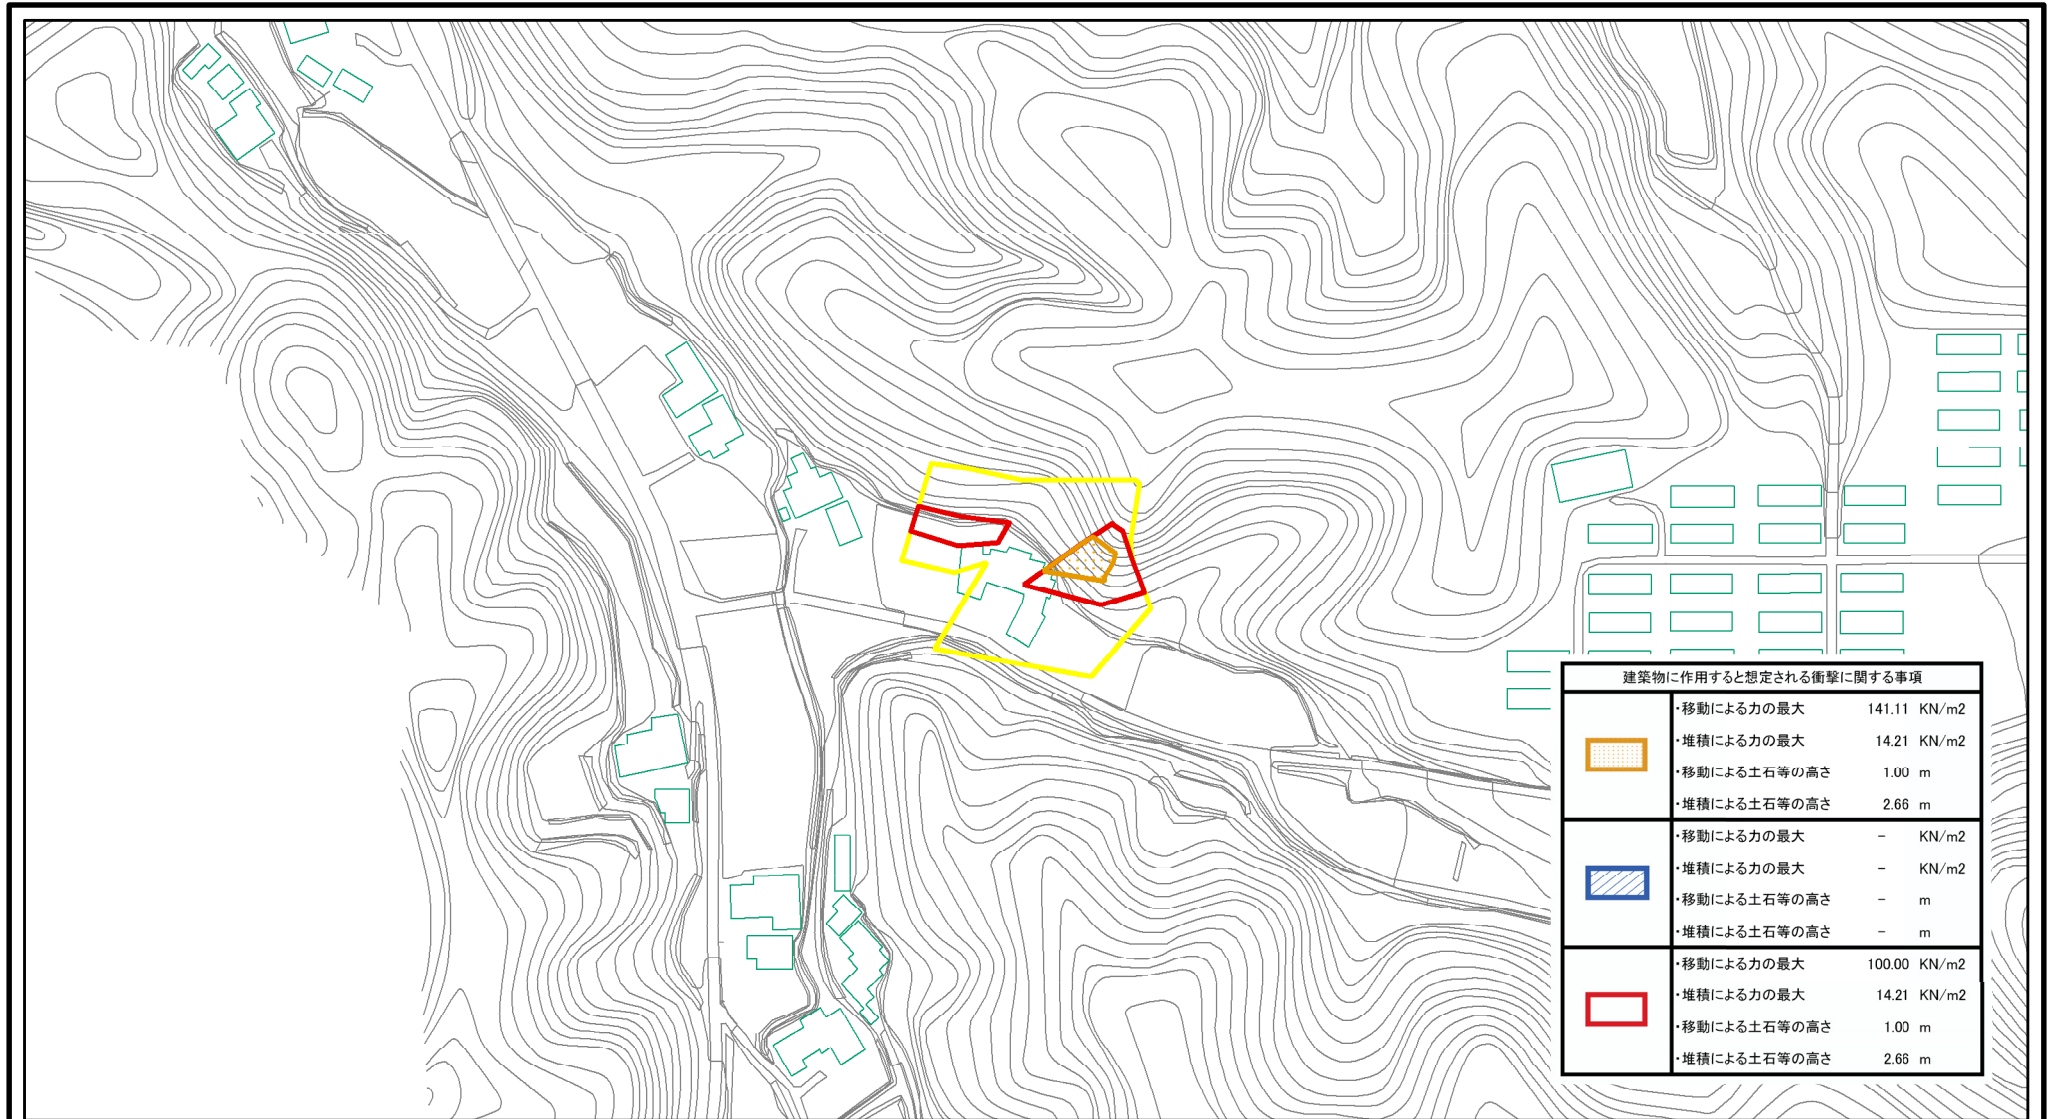 建築物に作用すると想定される衝撃に関する事項
・移動による力の最大 141.11 KN/m2
・堆積による力の最大 14.21 KN/m2
・移動による土石等の高さ 1.00 m
・堆積による土石等の高さ 2.66 m
・移動による力の最大 - KN/m2
・堆積による力の最大 - KN/m2
・移動による土石等の高さ - m
・堆積による土石等の高さ - m
・移動による力の最大 100.00 KN/m2
・堆積による力の最大 14.21 KN/m2
・移動による土石等の高さ 1.00 m
・堆積による土石等の高さ 2.66 m